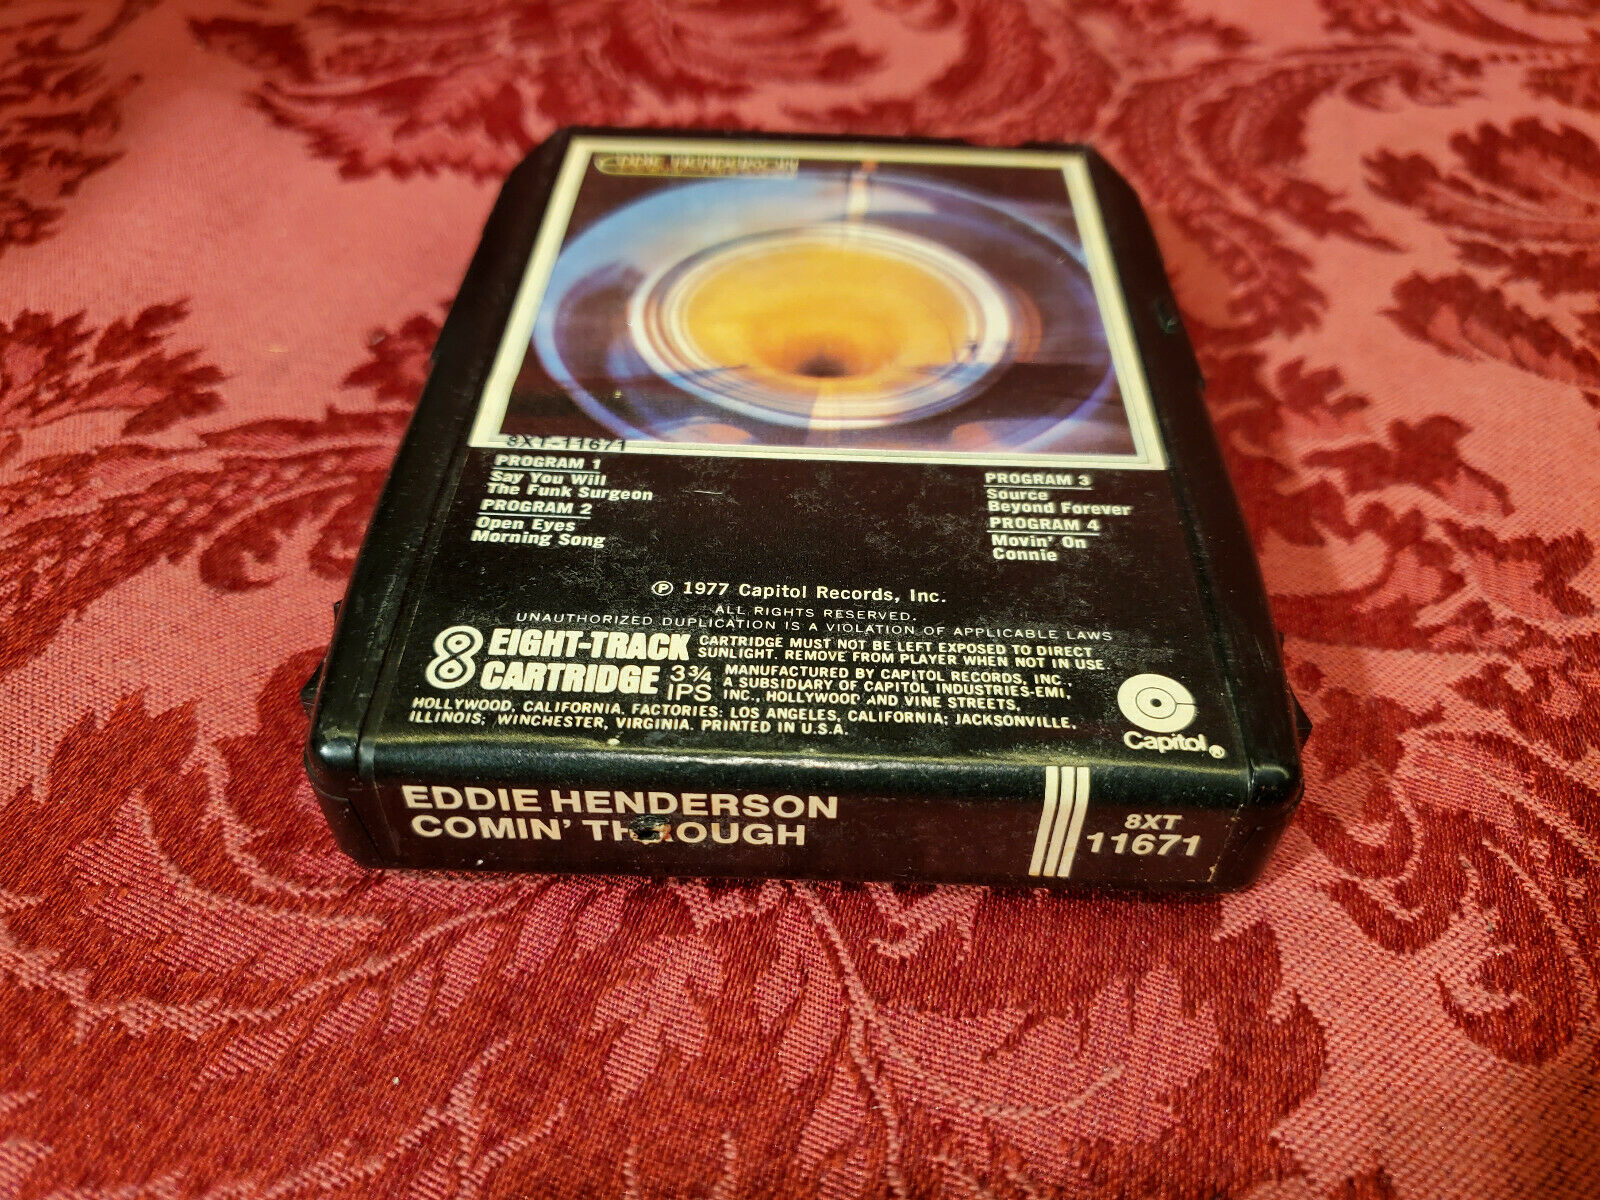 EDDIE HENDERSON
8XT-11671
PROGRAM 1
Say You Will
The Funk Surgeon
PROGRAM 2
Open Eyes
Morning Song
PROGRAM 3
Source
Beyond Forever
PROGRAM 4
Movin' On
Connie
℗ 1977 Capitol Records, Inc.
ALL RIGHTS RESERVED.
UNAUTHORIZED DUPLICATION IS A VIOLATION OF APPLICABLE LAWS
8 EIGHT-TRACK
CARTRIDGE 3¾
IPS
CARTRIDGE MUST NOT BE LEFT EXPOSED TO DIRECT
SUNLIGHT. REMOVE FROM PLAYER WHEN NOT IN USE.
MANUFACTURED BY CAPITOL RECORDS, INC.,
A SUBSIDIARY OF CAPITOL INDUSTRIES-EMI,
INC., HOLLYWOOD AND VINE STREETS,
HOLLYWOOD, CALIFORNIA. FACTORIES: LOS ANGELES, CALIFORNIA; JACKSONVILLE,
ILLINOIS; WINCHESTER, VIRGINIA. PRINTED IN U.S.A.
Capitol®
EDDIE HENDERSON
COMIN' THROUGH
8XT
11671